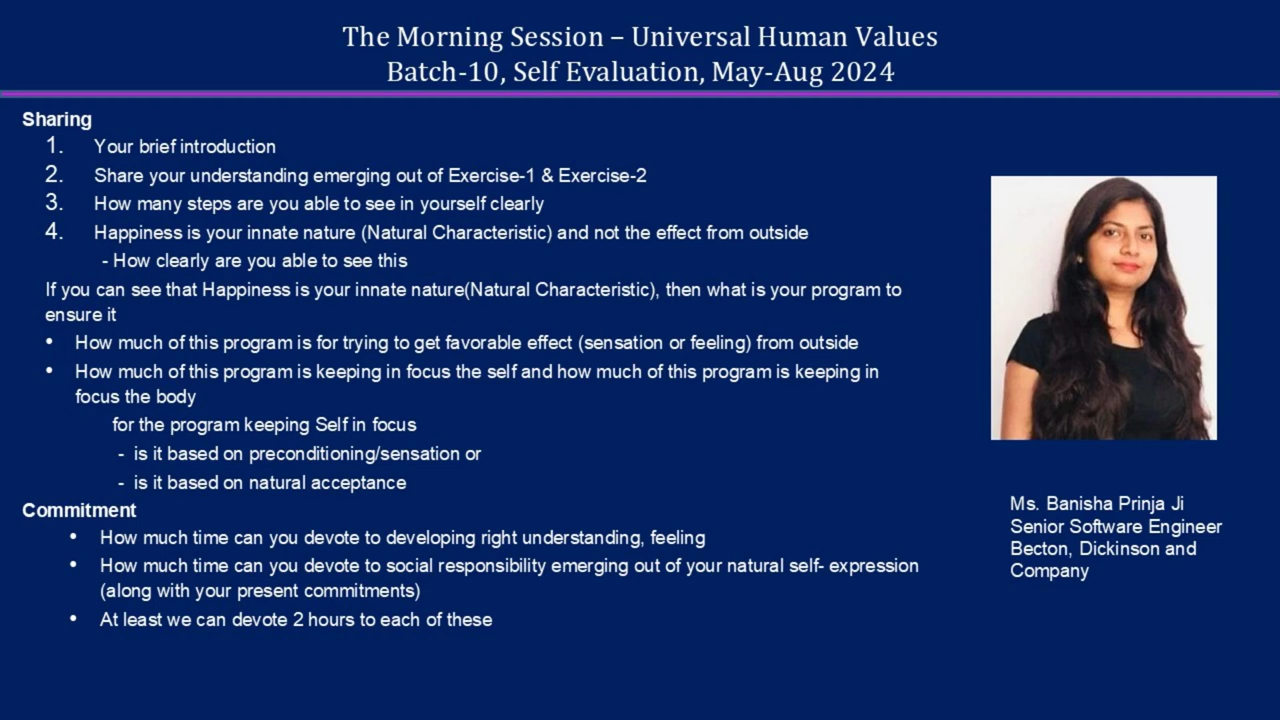 The Morning Session – Universal Human Values
Batch-10, Self Evaluation, May-Aug 2024
Sharing
1. Your brief introduction
2. Share your understanding emerging out of Exercise-1 & Exercise-2
3. How many steps are you able to see in yourself clearly
4. Happiness is your innate nature (Natural Characteristic) and not the effect from outside
- How clearly are you able to see this
If you can see that Happiness is your innate nature(Natural Characteristic), then what is your program to
ensure it
• How much of this program is for trying to get favorable effect (sensation or feeling) from outside
• How much of this program is keeping in focus the self and how much of this program is keeping in
focus the body
for the program keeping Self in focus
- is it based on preconditioning/sensation or
- is it based on natural acceptance
Commitment
• How much time can you devote to developing right understanding, feeling
• How much time can you devote to social responsibility emerging out of your natural self- expression
(along with your present commitments)
• At least we can devote 2 hours to each of these
Ms. Banisha Prinja Ji
Senior Software Engineer
Becton, Dickinson and
Company